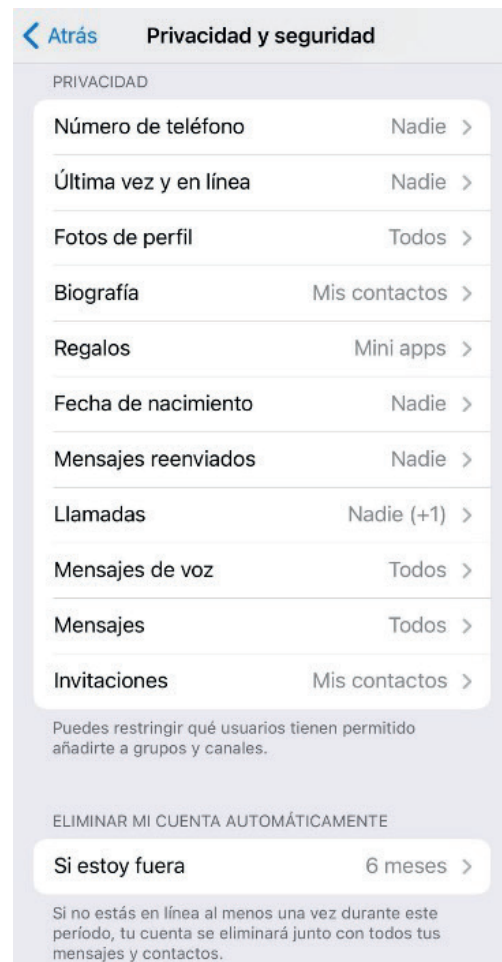 Atrás Privacidad y seguridad
PRIVACIDAD
Número de teléfono Nadie
Última vez y en línea Nadie
Fotos de perfil Todos
Biografía Mis contactos
Regalos Mini apps
Fecha de nacimiento Nadie
Mensajes reenviados Nadie
Llamadas Nadie (+1)
Mensajes de voz Todos
Mensajes Todos
Invitaciones Mis contactos
Puedes restringir qué usuarios tienen permitido
añadirte a grupos y canales.
ELIMINAR MI CUENTA AUTOMÁTICAMENTE
Si estoy fuera 6 meses
Si no estás en línea al menos una vez durante este
período, tu cuenta se eliminará junto con todos tus
mensajes y contactos.